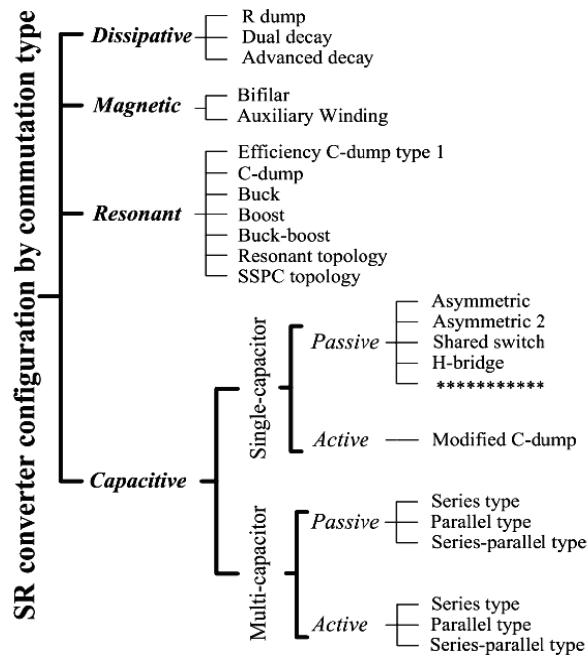 SR converter configuration by commutation type
Dissipative
R dump
Dual decay
Advanced decay
Magnetic
Bifilar
Auxiliary Winding
Resonant
Efficiency C-dump type 1
C-dump
Buck
Boost
Buck-boost
Resonant topology
SSPC topology
Capacitive
Single-capacitor
Passive
Asymmetric
Asymmetric 2
Shared switch
H-bridge
***********
Active
Modified C-dump
Multi-capacitor
Passive
Series type
Parallel type
Series-parallel type
Active
Series type
Parallel type
Series-parallel type